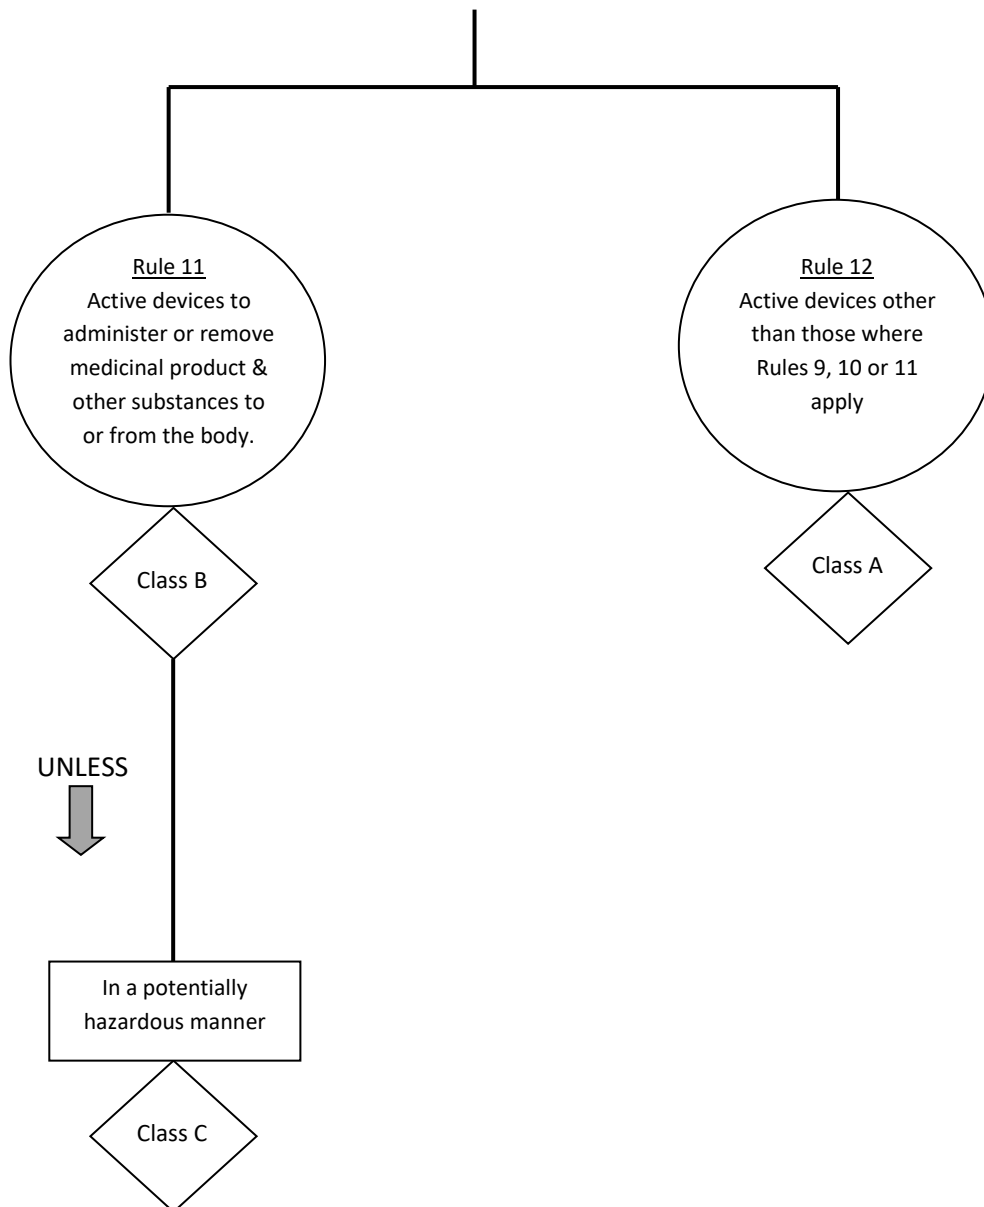 Rule 11
Active devices to
administer or remove
medicinal product &
other substances to
or from the body.
Rule 12
Active devices other
than those where
Rules 9, 10 or 11
apply
Class B
Class A
UNLESS
In a potentially
hazardous manner
Class C